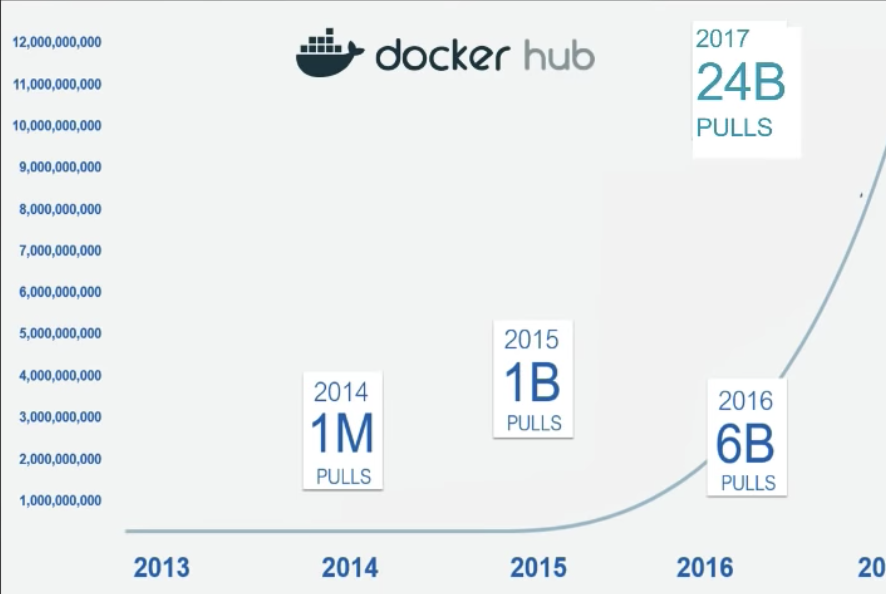 docker hub
12,000,000,000
11,000,000,000
10,000,000,000
9,000,000,000
8,000,000,000
7,000,000,000
6,000,000,000
5,000,000,000
4,000,000,000
3,000,000,000
2,000,000,000
1,000,000,000
2014
1M
PULLS
2015
1B
PULLS
2016
6B
PULLS
2017
24B
PULLS
2013 2014 2015 2016 20